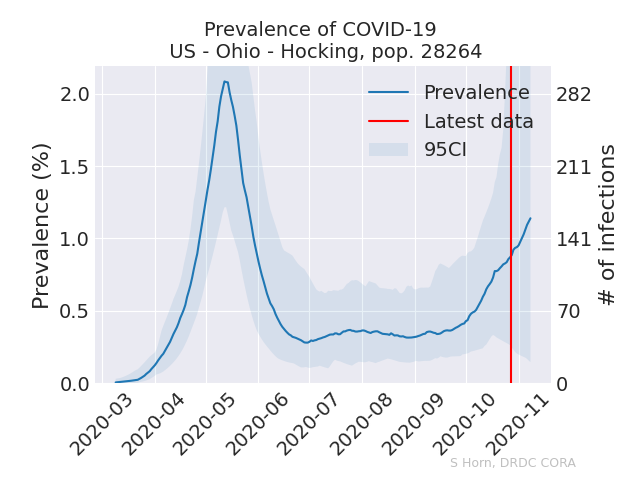 Prevalence of COVID-19
US - Ohio - Hocking, pop. 28264
Prevalence (%)
2.0
1.5
1.0
0.5
0.0
Prevalence
Latest data
95CI
282
211
141
70
0
# of infections
2020-03
2020-04
2020-05
2020-06
2020-07
2020-08
2020-09
2020-10
2020-11
S Horn, DRDC CORA